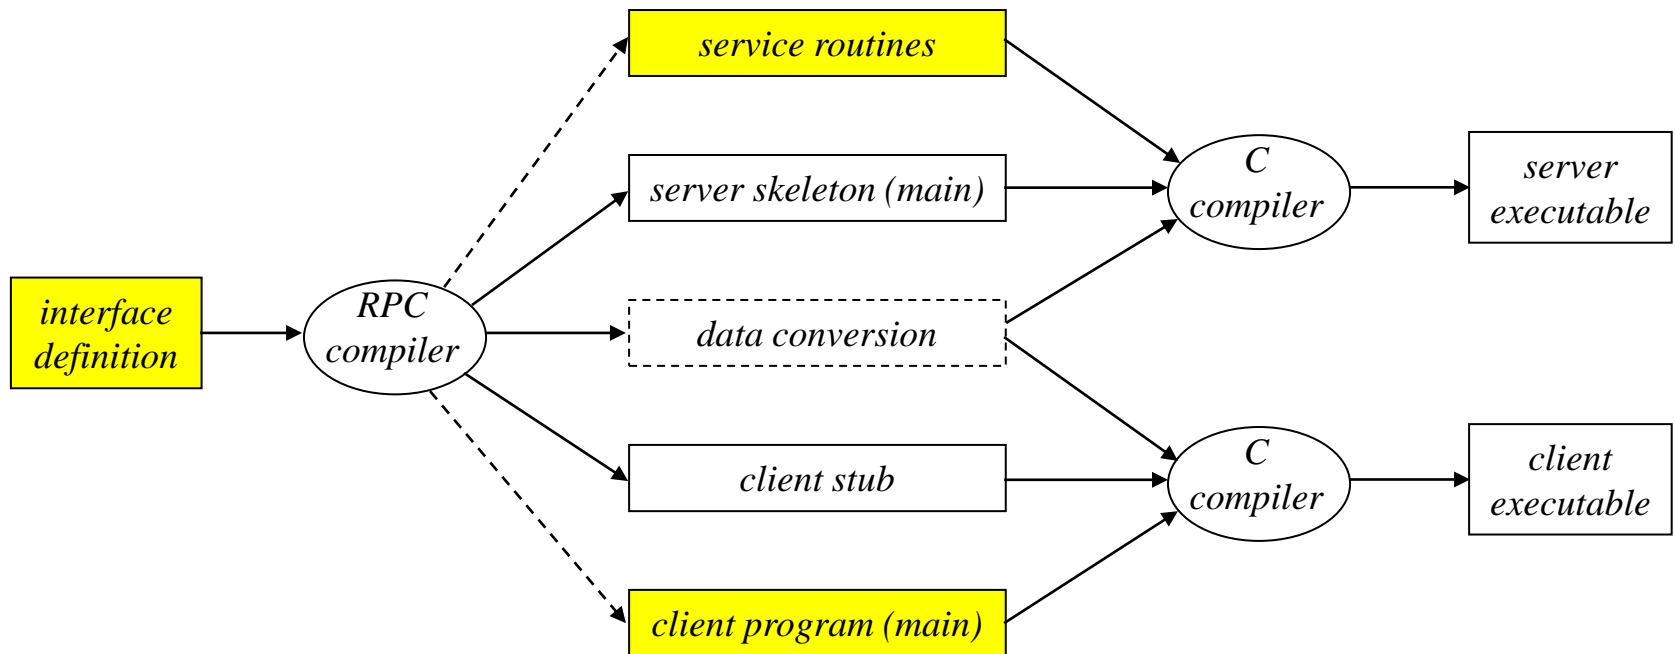 service routines
server skeleton (main)
C
compiler
server
executable
interface
definition
RPC
compiler
data conversion
client stub
C
compiler
client
executable
client program (main)